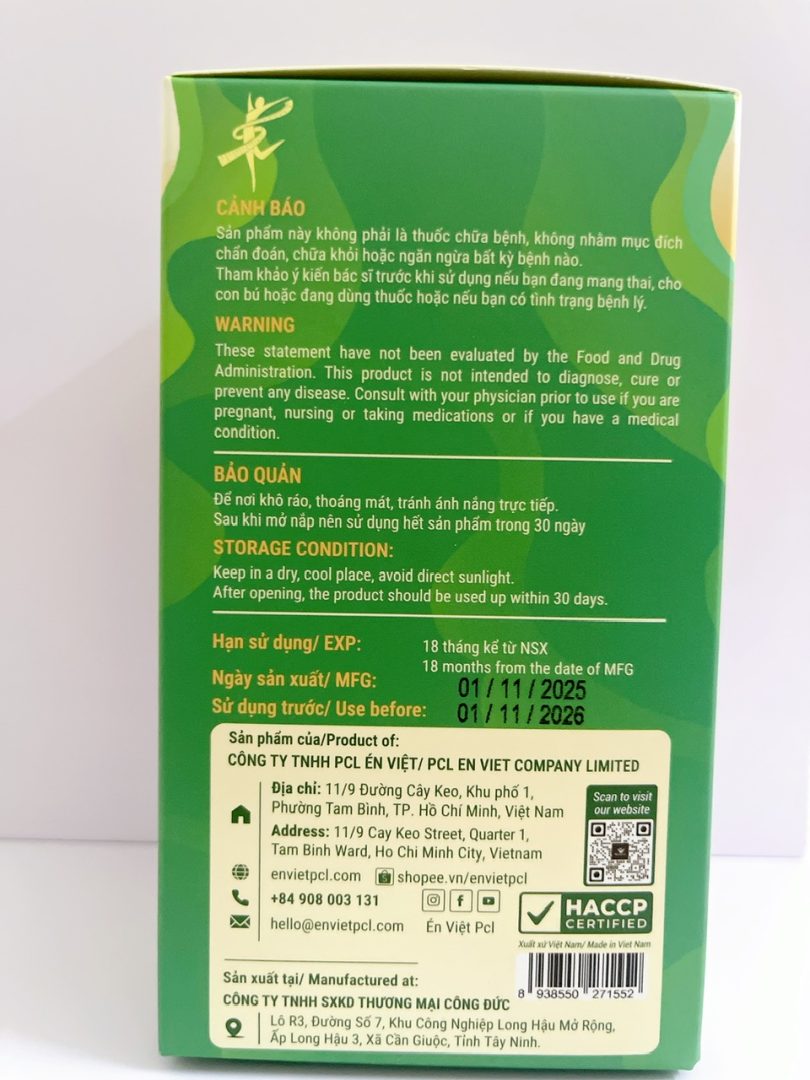 CẢNH BÁO
Sản phẩm này không phải là thuốc chữa bệnh, không nhằm mục đích
chẩn đoán, chữa khỏi hoặc ngăn ngừa bất kỳ bệnh nào.
Tham khảo ý kiến bác sĩ trước khi sử dụng nếu bạn đang mang thai, cho
con bú hoặc đang dùng thuốc hoặc nếu bạn có tình trạng bệnh lý.
WARNING
These statement have not been evaluated by the Food and Drug
Administration. This product is not intended to diagnose, cure or
prevent any disease. Consult with your physician prior to use if you are
pregnant, nursing or taking medications or if you have a medical
condition.
BẢO QUẢN
Để nơi khô ráo, thoáng mát, tránh ánh nắng trực tiếp.
Sau khi mở nắp nên sử dụng hết sản phẩm trong 30 ngày
STORAGE CONDITION:
Keep in a dry, cool place, avoid direct sunlight.
After opening, the product should be used up within 30 days.
Hạn sử dụng/ EXP: 18 tháng kể từ NSX
18 months from the date of MFG
Ngày sản xuất/ MFG: 01 / 11 / 2025
Sử dụng trước/ Use before: 01 / 11 / 2026
Sản phẩm của/Product of:
CÔNG TY TNHH PCL ÉN VIỆT/ PCL EN VIET COMPANY LIMITED
Địa chỉ: 11/9 Đường Cây Keo, Khu phố 1,
Phường Tam Bình, TP. Hồ Chí Minh, Việt Nam
Address: 11/9 Cay Keo Street, Quarter 1,
Tam Binh Ward, Ho Chi Minh City, Vietnam
Scan to visit
our website
envietpcl.com shopee.vn/envietpcl
+84 908 003 131
hello@envietpcl.com Én Việt Pcl
HACCP
CERTIFIED
Xuất xứ Việt Nam/ Made in Viet Nam
8 938550 271552
Sản xuất tại/ Manufactured at:
CÔNG TY TNHH SXKD THƯƠNG MẠI CÔNG ĐỨC
Lô R3, Đường Số 7, Khu Công Nghiệp Long Hậu Mở Rộng,
Ấp Long Hậu 3, Xã Cần Giuộc, Tỉnh Tây Ninh.